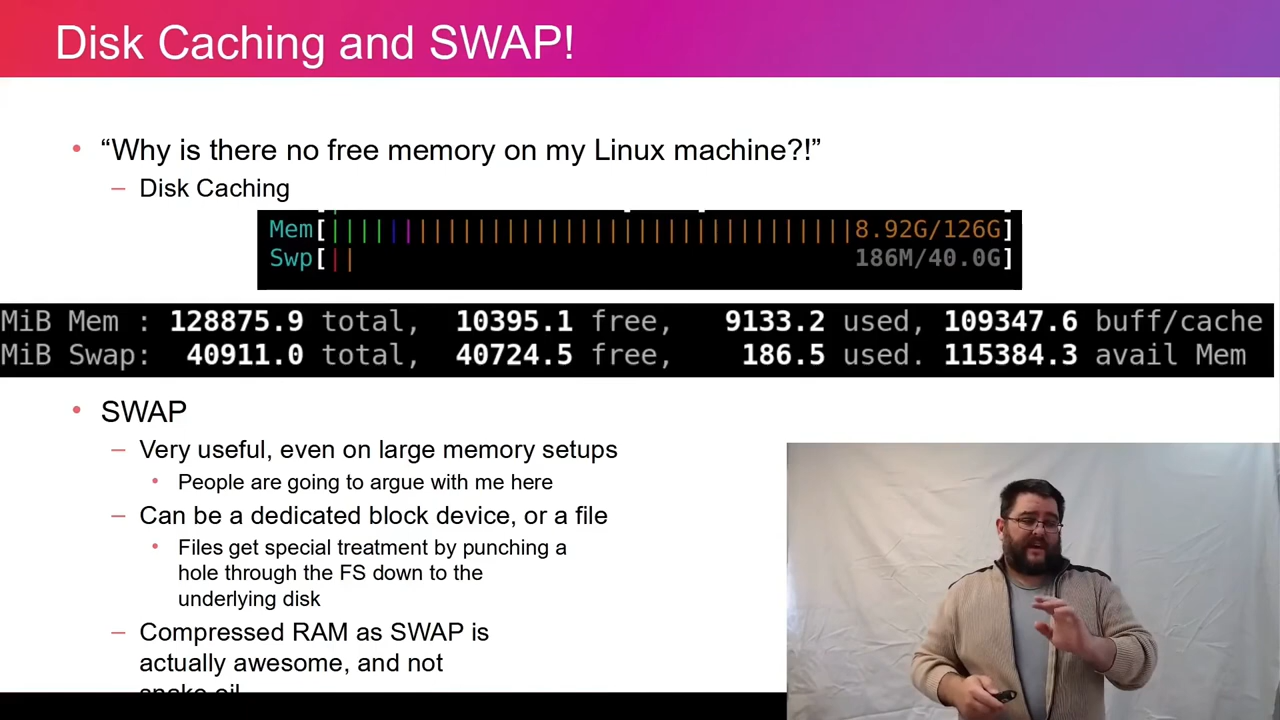 Disk Caching and SWAP!
• “Why is there no free memory on my Linux machine?!”
– Disk Caching
Mem[||||||||||||||||||||||||||||||||||||8.92G/126G]
Swp[|| 186M/40.0G]
MiB Mem : 128875.9 total, 10395.1 free, 9133.2 used, 109347.6 buff/cache
MiB Swap: 40911.0 total, 40724.5 free, 186.5 used. 115384.3 avail Mem
• SWAP
– Very useful, even on large memory setups
• People are going to argue with me here
– Can be a dedicated block device, or a file
• Files get special treatment by punching a
hole through the FS down to the
underlying disk
– Compressed RAM as SWAP is
actually awesome, and not
snake oil